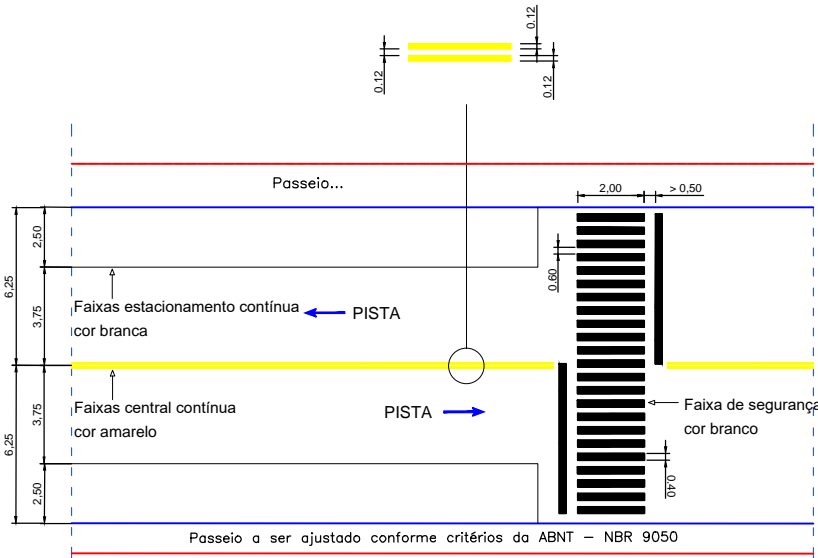 0.12
0.12
0.12
Passeio...
2,00
> 0,50
2,50
6,25
0.60
Faixas estacionamento contínua
cor branca
PISTA
3,75
Faixas central contínua
cor amarelo
3,75
6,25
PISTA
Faixa de segurança
cor branco
0.40
2,50
Passeio a ser ajustado conforme critérios da ABNT – NBR 9050